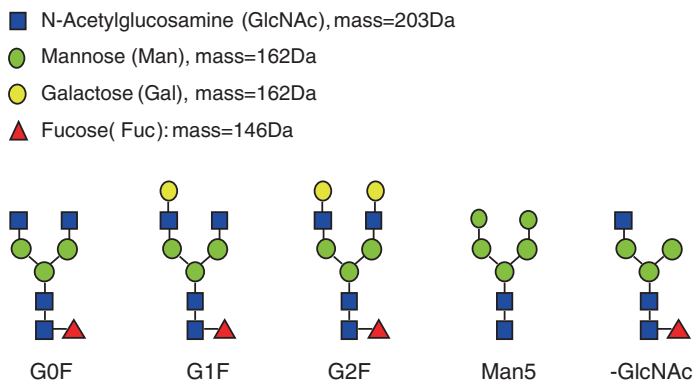 N-Acetylglucosamine (GlcNAc), mass=203Da
Mannose (Man), mass=162Da
Galactose (Gal), mass=162Da
Fucose( Fuc): mass=146Da
G0F G1F G2F Man5 -GlcNAc